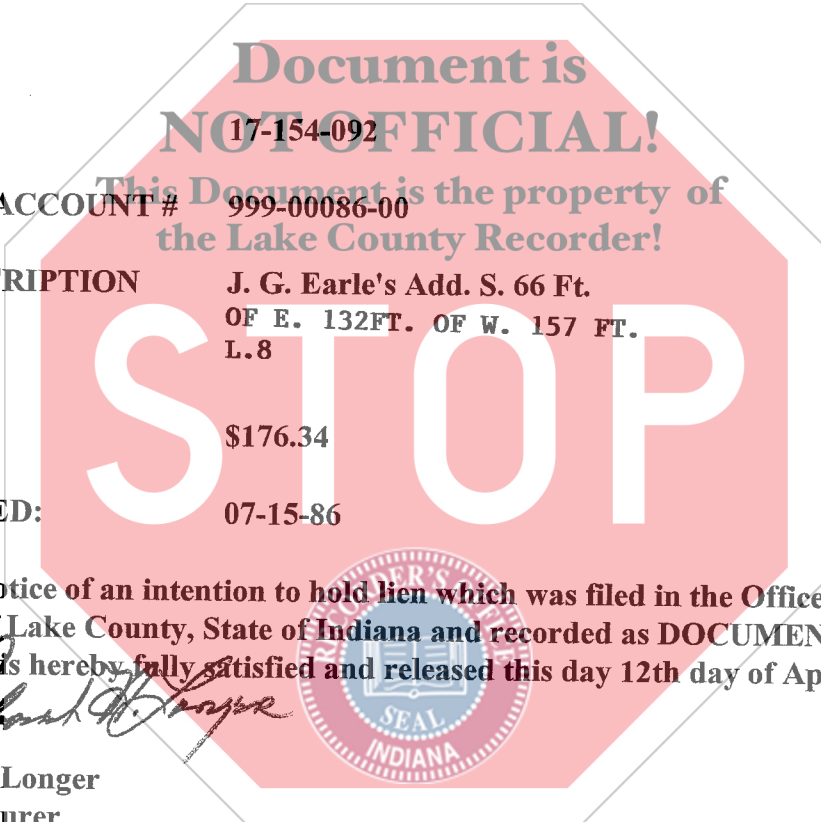 Document is
NOT OFFICIAL!
17-154-092
This Document is the property of
ACCOUNT # 999-00086-00
the Lake County Recorder!
RIPTION J. G. Earle's Add. S. 66 Ft.
OF E. 132FT. OF W. 157 FT.
L.8
STOP
$176.34
ED: 07-15-86
otice of an intention to hold lien which was filed in the Office
Lake County, State of Indiana and recorded as DOCUMEN
is hereby fully satisfied and released this day 12th day of Ap
RECORDER'S OFFICE
SEAL
INDIANA
Longer
urer